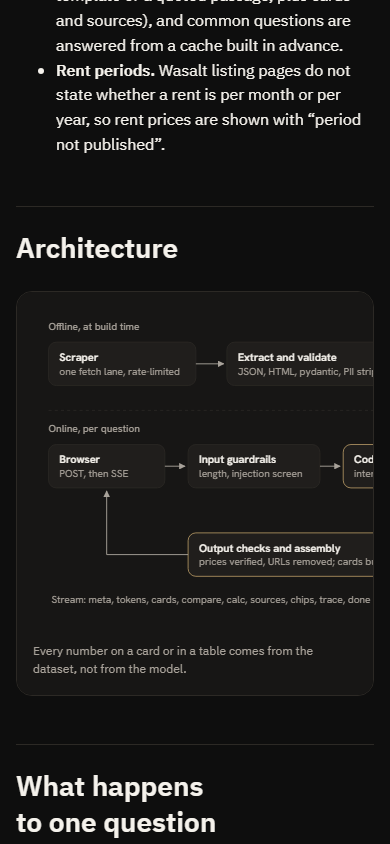 and sources), and common questions are
answered from a cache built in advance.
Rent periods. Wasalt listing pages do not
state whether a rent is per month or per
year, so rent prices are shown with “period
not published”.
Architecture
Offline, at build time
Scraper
one fetch lane, rate-limited
Extract and validate
JSON, HTML, pydantic, PII
Online, per question
Browser
POST, then SSE
Input guardrails
length, injection screen
Output checks and assembly
prices verified, URLs removed; cards
Stream: meta, tokens, cards, compare, calc, sources, chips, trace, done
Every number on a card or in a table comes from the
dataset, not from the model.
What happens
to one question